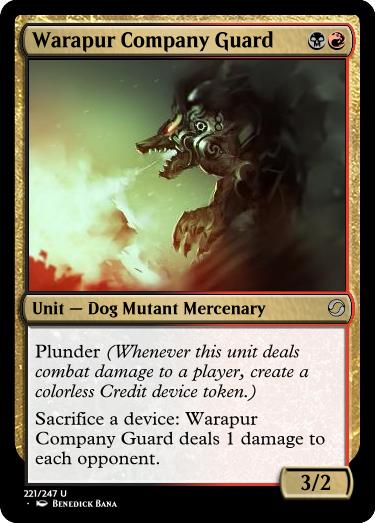 Warapur Company Guard
Unit — Dog Mutant Mercenary
Plunder (Whenever this unit deals
combat damage to a player, create a
colorless Credit device token.)
Sacrifice a device: Warapur
Company Guard deals 1 damage to
each opponent.
3/2
221/247 U
· Benedick Bana